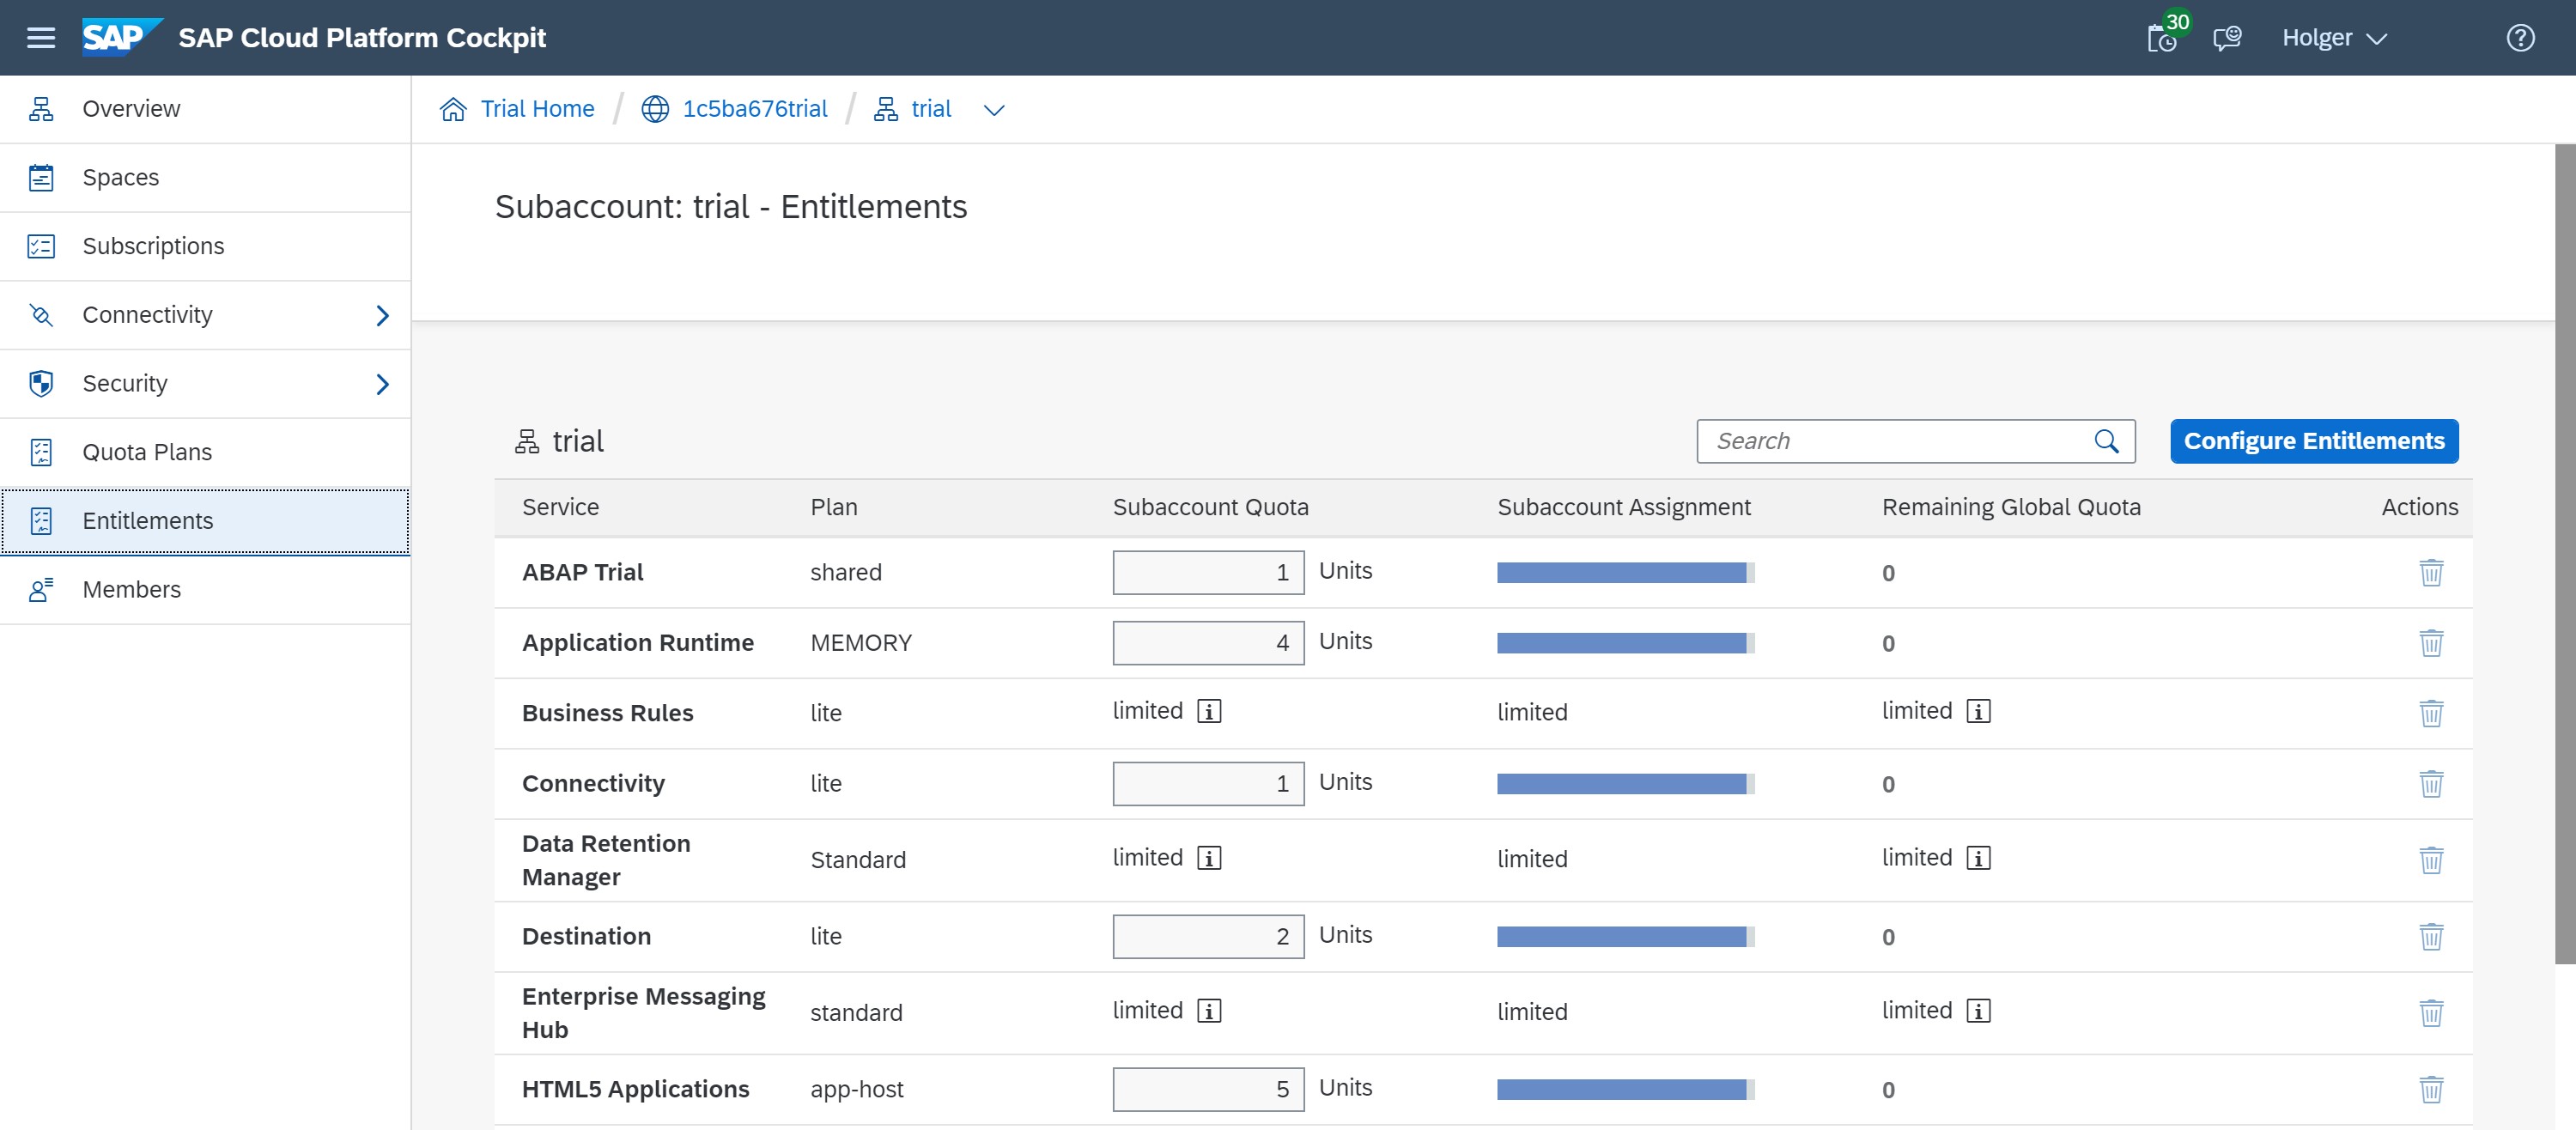 SAP SAP Cloud Platform Cockpit 30 Holger
Overview
Spaces
Subscriptions
Connectivity
Security
Quota Plans
Entitlements
Members
Trial Home / 1c5ba676trial / trial
Subaccount: trial - Entitlements
trial Search Configure Entitlements
Service Plan Subaccount Quota Subaccount Assignment Remaining Global Quota Actions
ABAP Trial shared 1 Units 0
Application Runtime MEMORY 4 Units 0
Business Rules lite limited limited limited
Connectivity lite 1 Units 0
Data Retention
Manager Standard limited limited limited
Destination lite 2 Units 0
Enterprise Messaging
Hub standard limited limited limited
HTML5 Applications app-host 5 Units 0